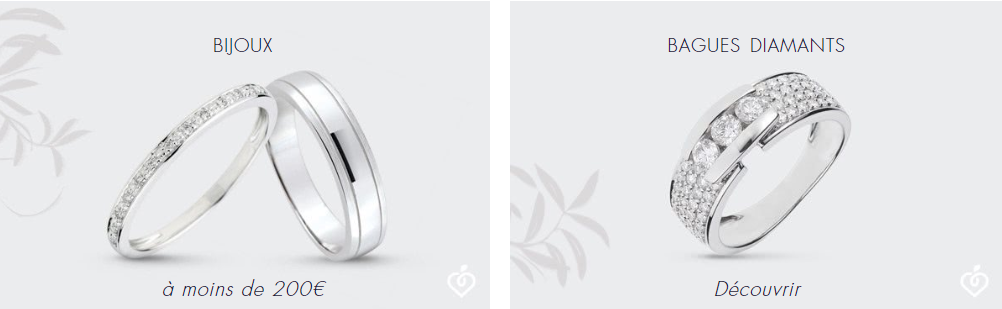 BIJOUX
à moins de 200€
BAGUES DIAMANTS
Découvrir